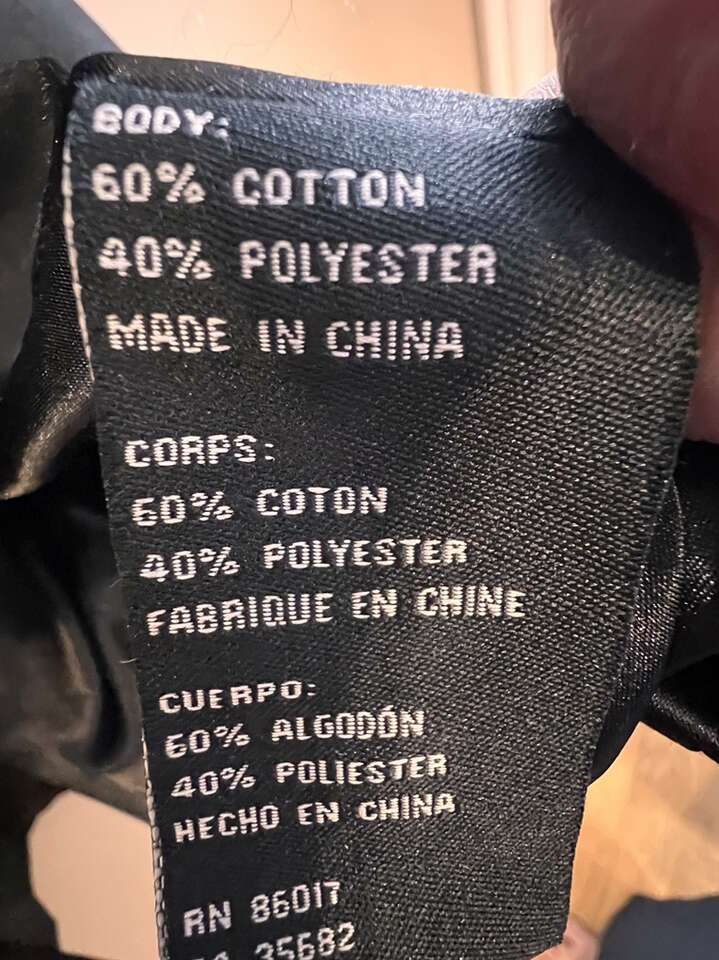 BODY:
60% COTTON
40% POLYESTER
MADE IN CHINA
CORPS:
60% COTON
40% POLYESTER
FABRIQUE EN CHINE
CUERPO:
60% ALGODÓN
40% POLIESTER
HECHO EN CHINA
RN 86017
35682